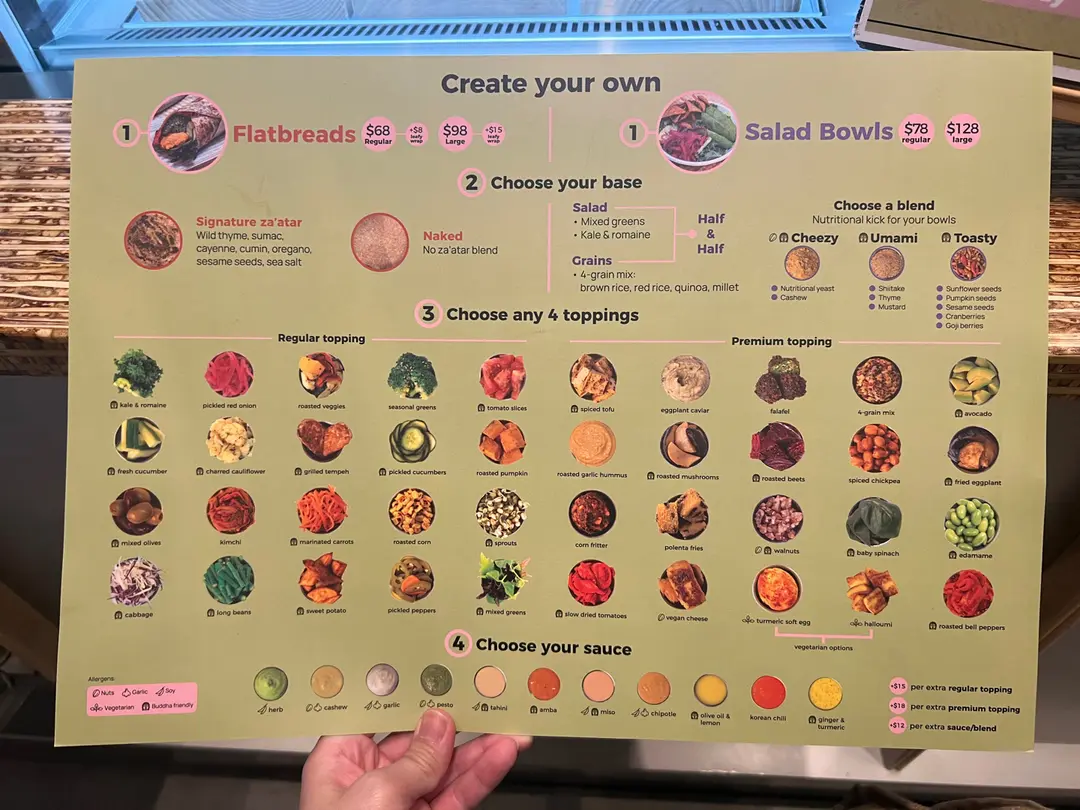 Create your own
1
Flatbreads
$68
Regular
+$8
leafy
wrap
$98
Large
+$15
leafy
wrap
1
Salad Bowls
$78
regular
$128
large
2 Choose your base
Signature za'atar
Wild thyme, sumac,
cayenne, cumin, oregano,
sesame seeds, sea salt
Naked
No za'atar blend
Salad
• Mixed greens
• Kale & romaine
Grains
• 4-grain mix:
brown rice, red rice, quinoa, millet
Half
&
Half
Choose a blend
Nutritional kick for your bowls
Cheezy
Nutritional yeast
Cashew
Umami
Shiitake
Thyme
Mustard
Toasty
Sunflower seeds
Pumpkin seeds
Sesame seeds
Cranberries
Goji berries
3 Choose any 4 toppings
Regular topping
Premium topping
kale & romaine
pickled red onion
roasted veggies
seasonal greens
tomato slices
spiced tofu
eggplant caviar
falafel
4-grain mix
avocado
fresh cucumber
charred cauliflower
grilled tempeh
pickled cucumbers
roasted pumpkin
roasted garlic hummus
roasted mushrooms
roasted beets
spiced chickpea
fried eggplant
mixed olives
kimchi
marinated carrots
roasted corn
sprouts
corn fritter
polenta fries
walnuts
baby spinach
edamame
cabbage
long beans
sweet potato
pickled peppers
mixed greens
slow dried tomatoes
vegan cheese
turmeric soft egg
halloumi
roasted bell peppers
vegetarian options
4 Choose your sauce
Allergens:
Nuts
Garlic
Soy
Vegetarian
Buddha friendly
herb
cashew
garlic
pesto
tahini
amba
miso
chipotle
olive oil &
lemon
korean chili
ginger &
turmeric
+$15 per extra regular topping
+$18 per extra premium topping
+$12 per extra sauce/blend